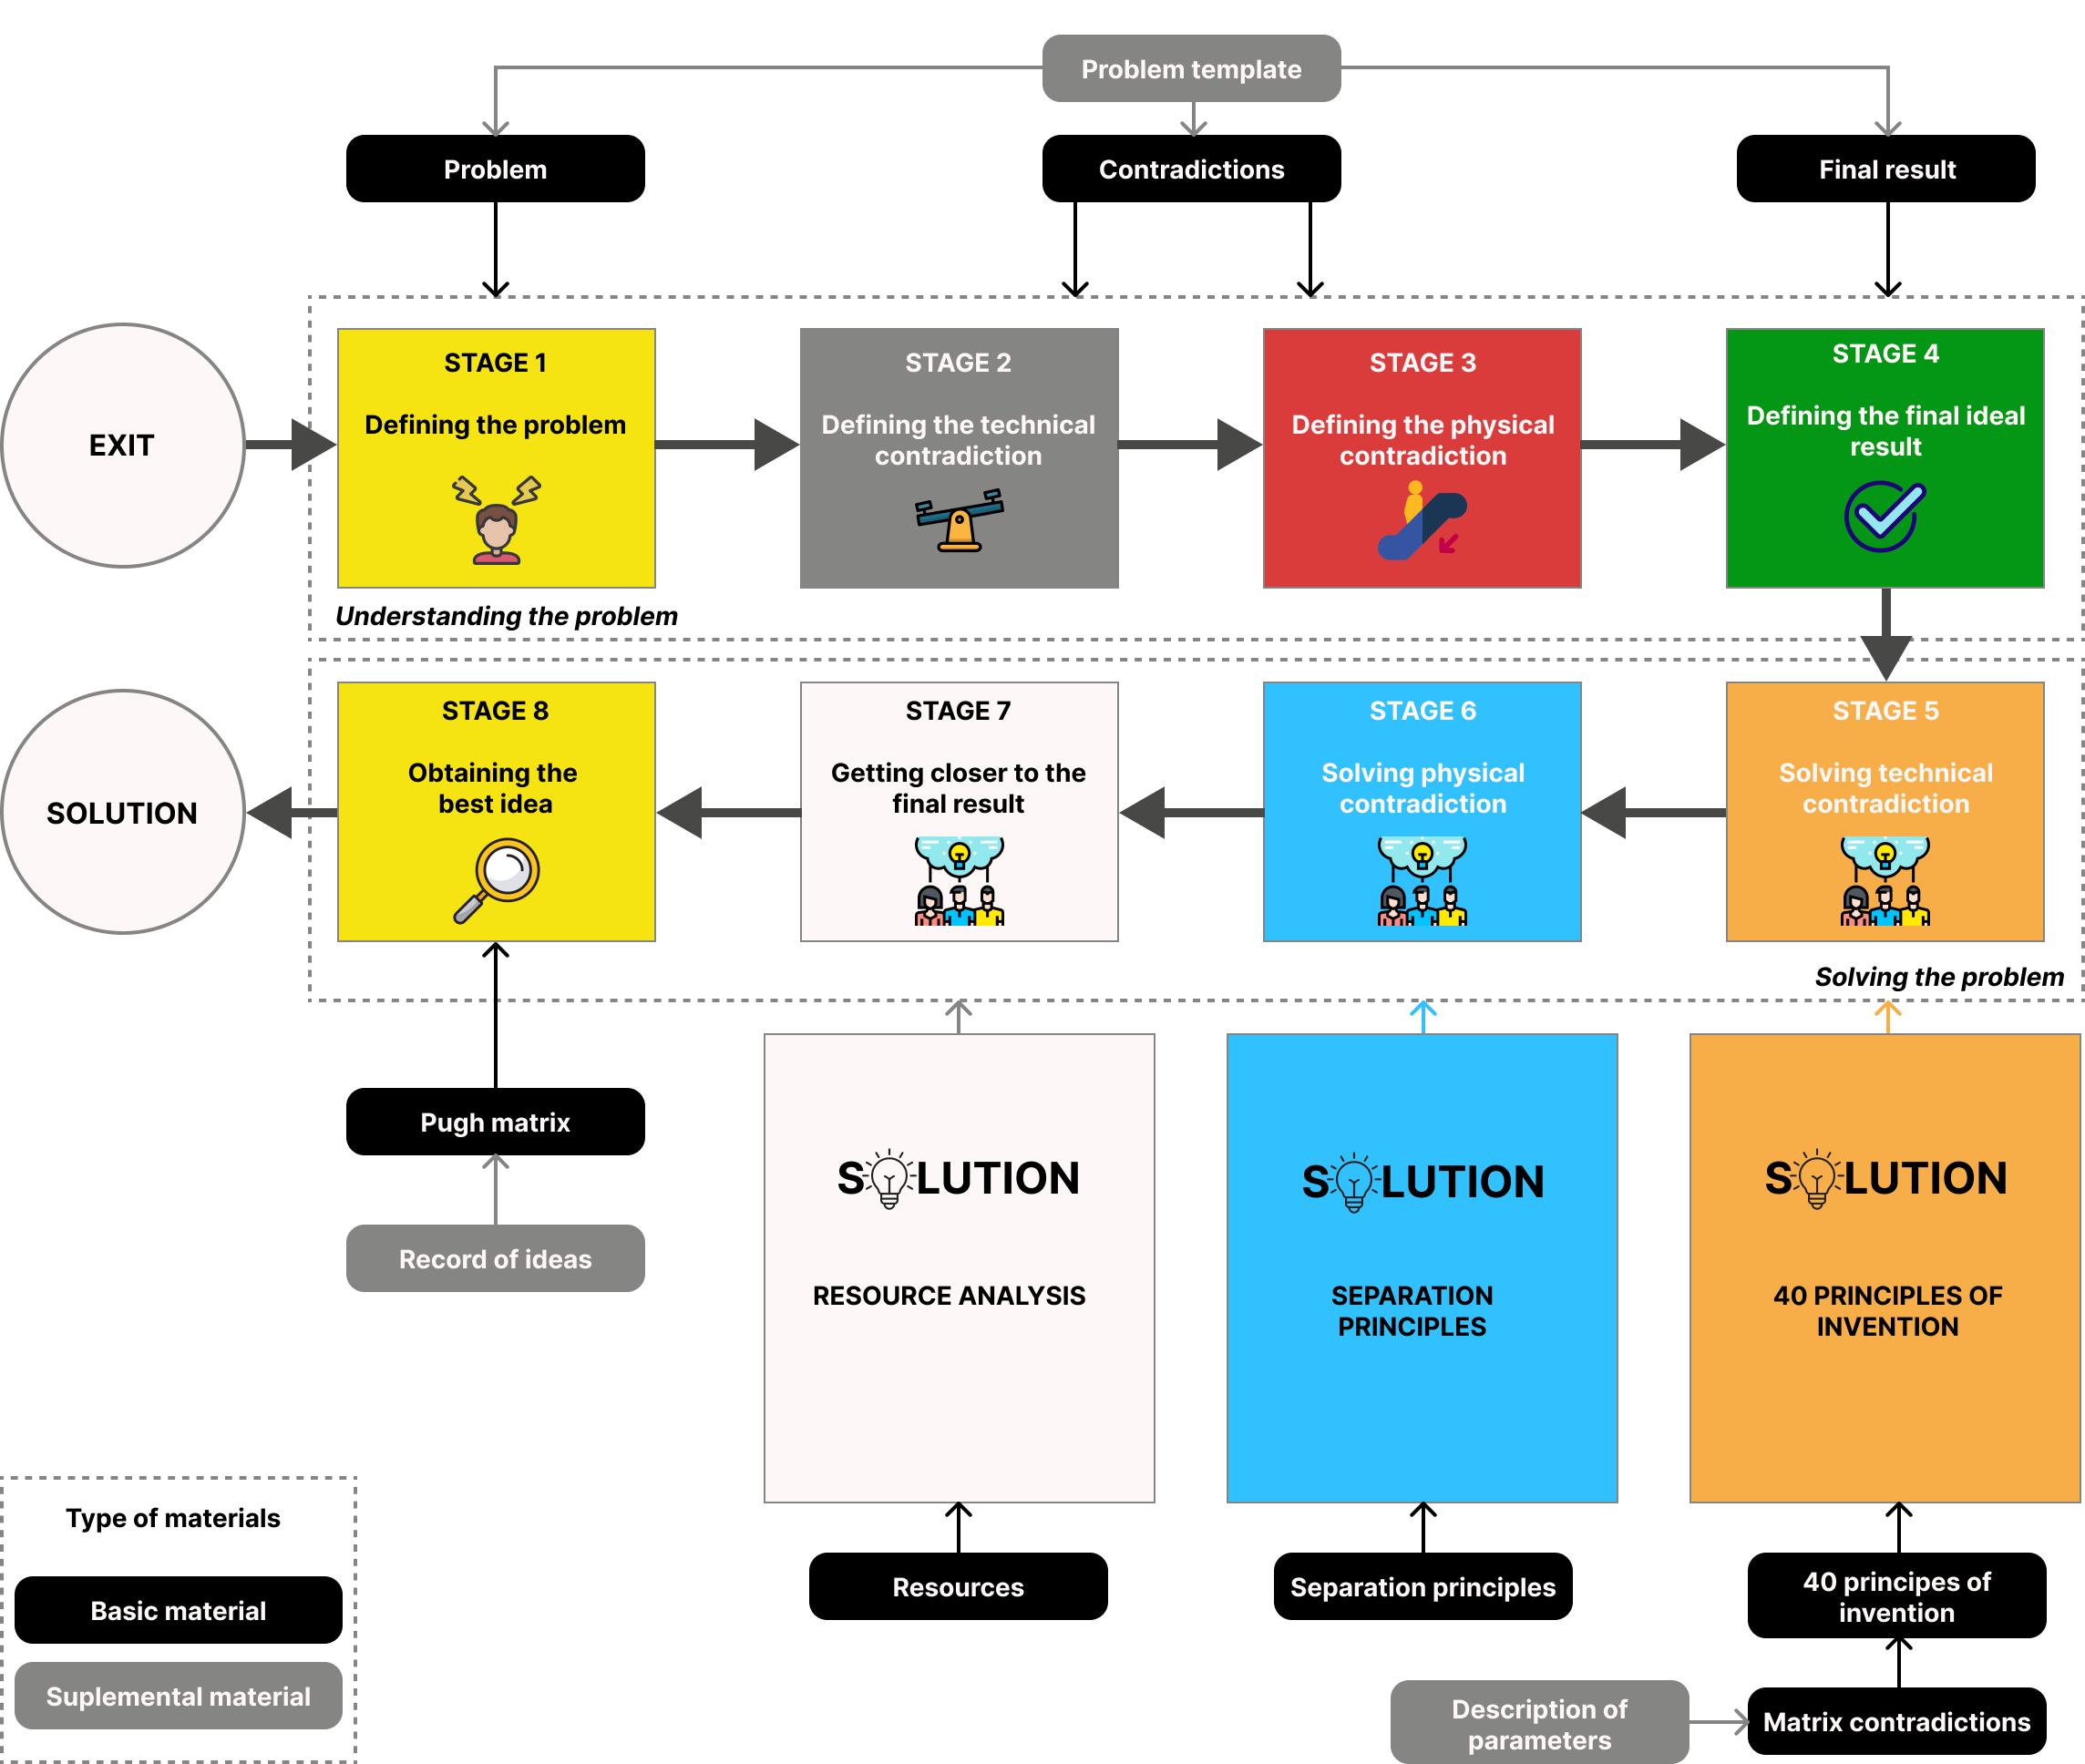 Problem template
Problem
Contradictions
Final result
EXIT
STAGE 1
Defining the problem
STAGE 2
Defining the technical
contradiction
STAGE 3
Defining the physical
contradiction
STAGE 4
Defining the final ideal
result
Understanding the problem
SOLUTION
STAGE 8
Obtaining the
best idea
STAGE 7
Getting closer to the
final result
STAGE 6
Solving physical
contradiction
STAGE 5
Solving technical
contradiction
Solving the problem
Pugh matrix
Record of ideas
SOLUTION
RESOURCE ANALYSIS
SOLUTION
SEPARATION
PRINCIPLES
SOLUTION
40 PRINCIPLES OF
INVENTION
Resources
Separation principles
40 principes of
invention
Description of
parameters
Matrix contradictions
Type of materials
Basic material
Suplemental material